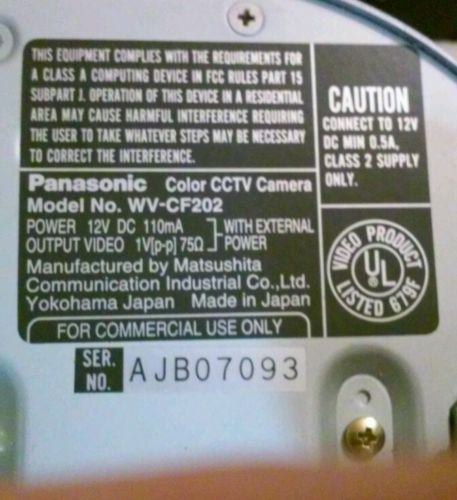 THIS EQUIPMENT COMPLIES WITH THE REQUIREMENTS FOR
A CLASS A COMPUTING DEVICE IN FCC RULES PART 15
SUBPART J. OPERATION OF THIS DEVICE IN A RESIDENTIAL
AREA MAY CAUSE HARMFUL INTERFERENCE REQUIRING
THE USER TO TAKE WHATEVER STEPS MAY BE NECESSARY
TO CORRECT THE INTERFERENCE.
CAUTION
CONNECT TO 12V
DC MIN 0.5A,
CLASS 2 SUPPLY
ONLY.
Panasonic Color CCTV Camera
Model No. WV-CF202
POWER 12V DC 110mA
OUTPUT VIDEO 1V[p-p] 75Ω
WITH EXTERNAL
POWER
Manufactured by Matsushita
Communication Industrial Co.,Ltd.
Yokohama Japan Made in Japan
FOR COMMERCIAL USE ONLY
VIDEO PRODUCT
UL
LISTED 679F
SER.
NO.
AJB07093